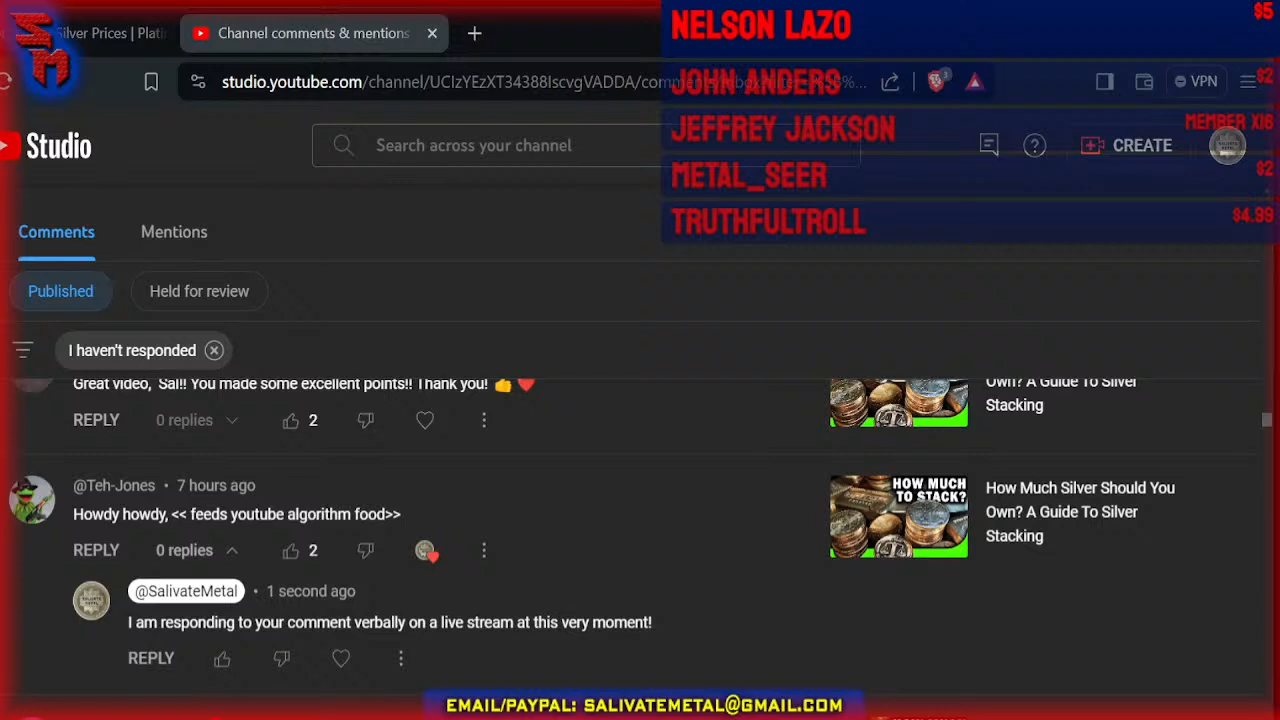 NELSON LAZO
$5
SM
Silver Prices | Plati
Channel comments & mentions
studio.youtube.com/channel/UCIzYEzXT34388IscvgVADDA/com
JOHN ANDERS
$2
3
VPN
JEFFREY JACKSON
MEMBER X16
Studio
Search across your channel
CREATE
METAL_SEER
$2
TRUTHFULTROLL
$4.99
Comments
Mentions
Published
Held for review
I haven't responded
Great video, Sal!! You made some excellent points!! Thank you! 👍 ❤️
Own? A Guide To Silver
Stacking
REPLY
0 replies
2
@Teh-Jones • 7 hours ago
Howdy howdy, << feeds youtube algorithm food>>
REPLY
0 replies
2
HOW MUCH
TO STACK?
How Much Silver Should You
Own? A Guide To Silver
Stacking
@SalivateMetal • 1 second ago
I am responding to your comment verbally on a live stream at this very moment!
REPLY
EMAIL/PAYPAL: SALIVATEMETAL@GMAIL.COM